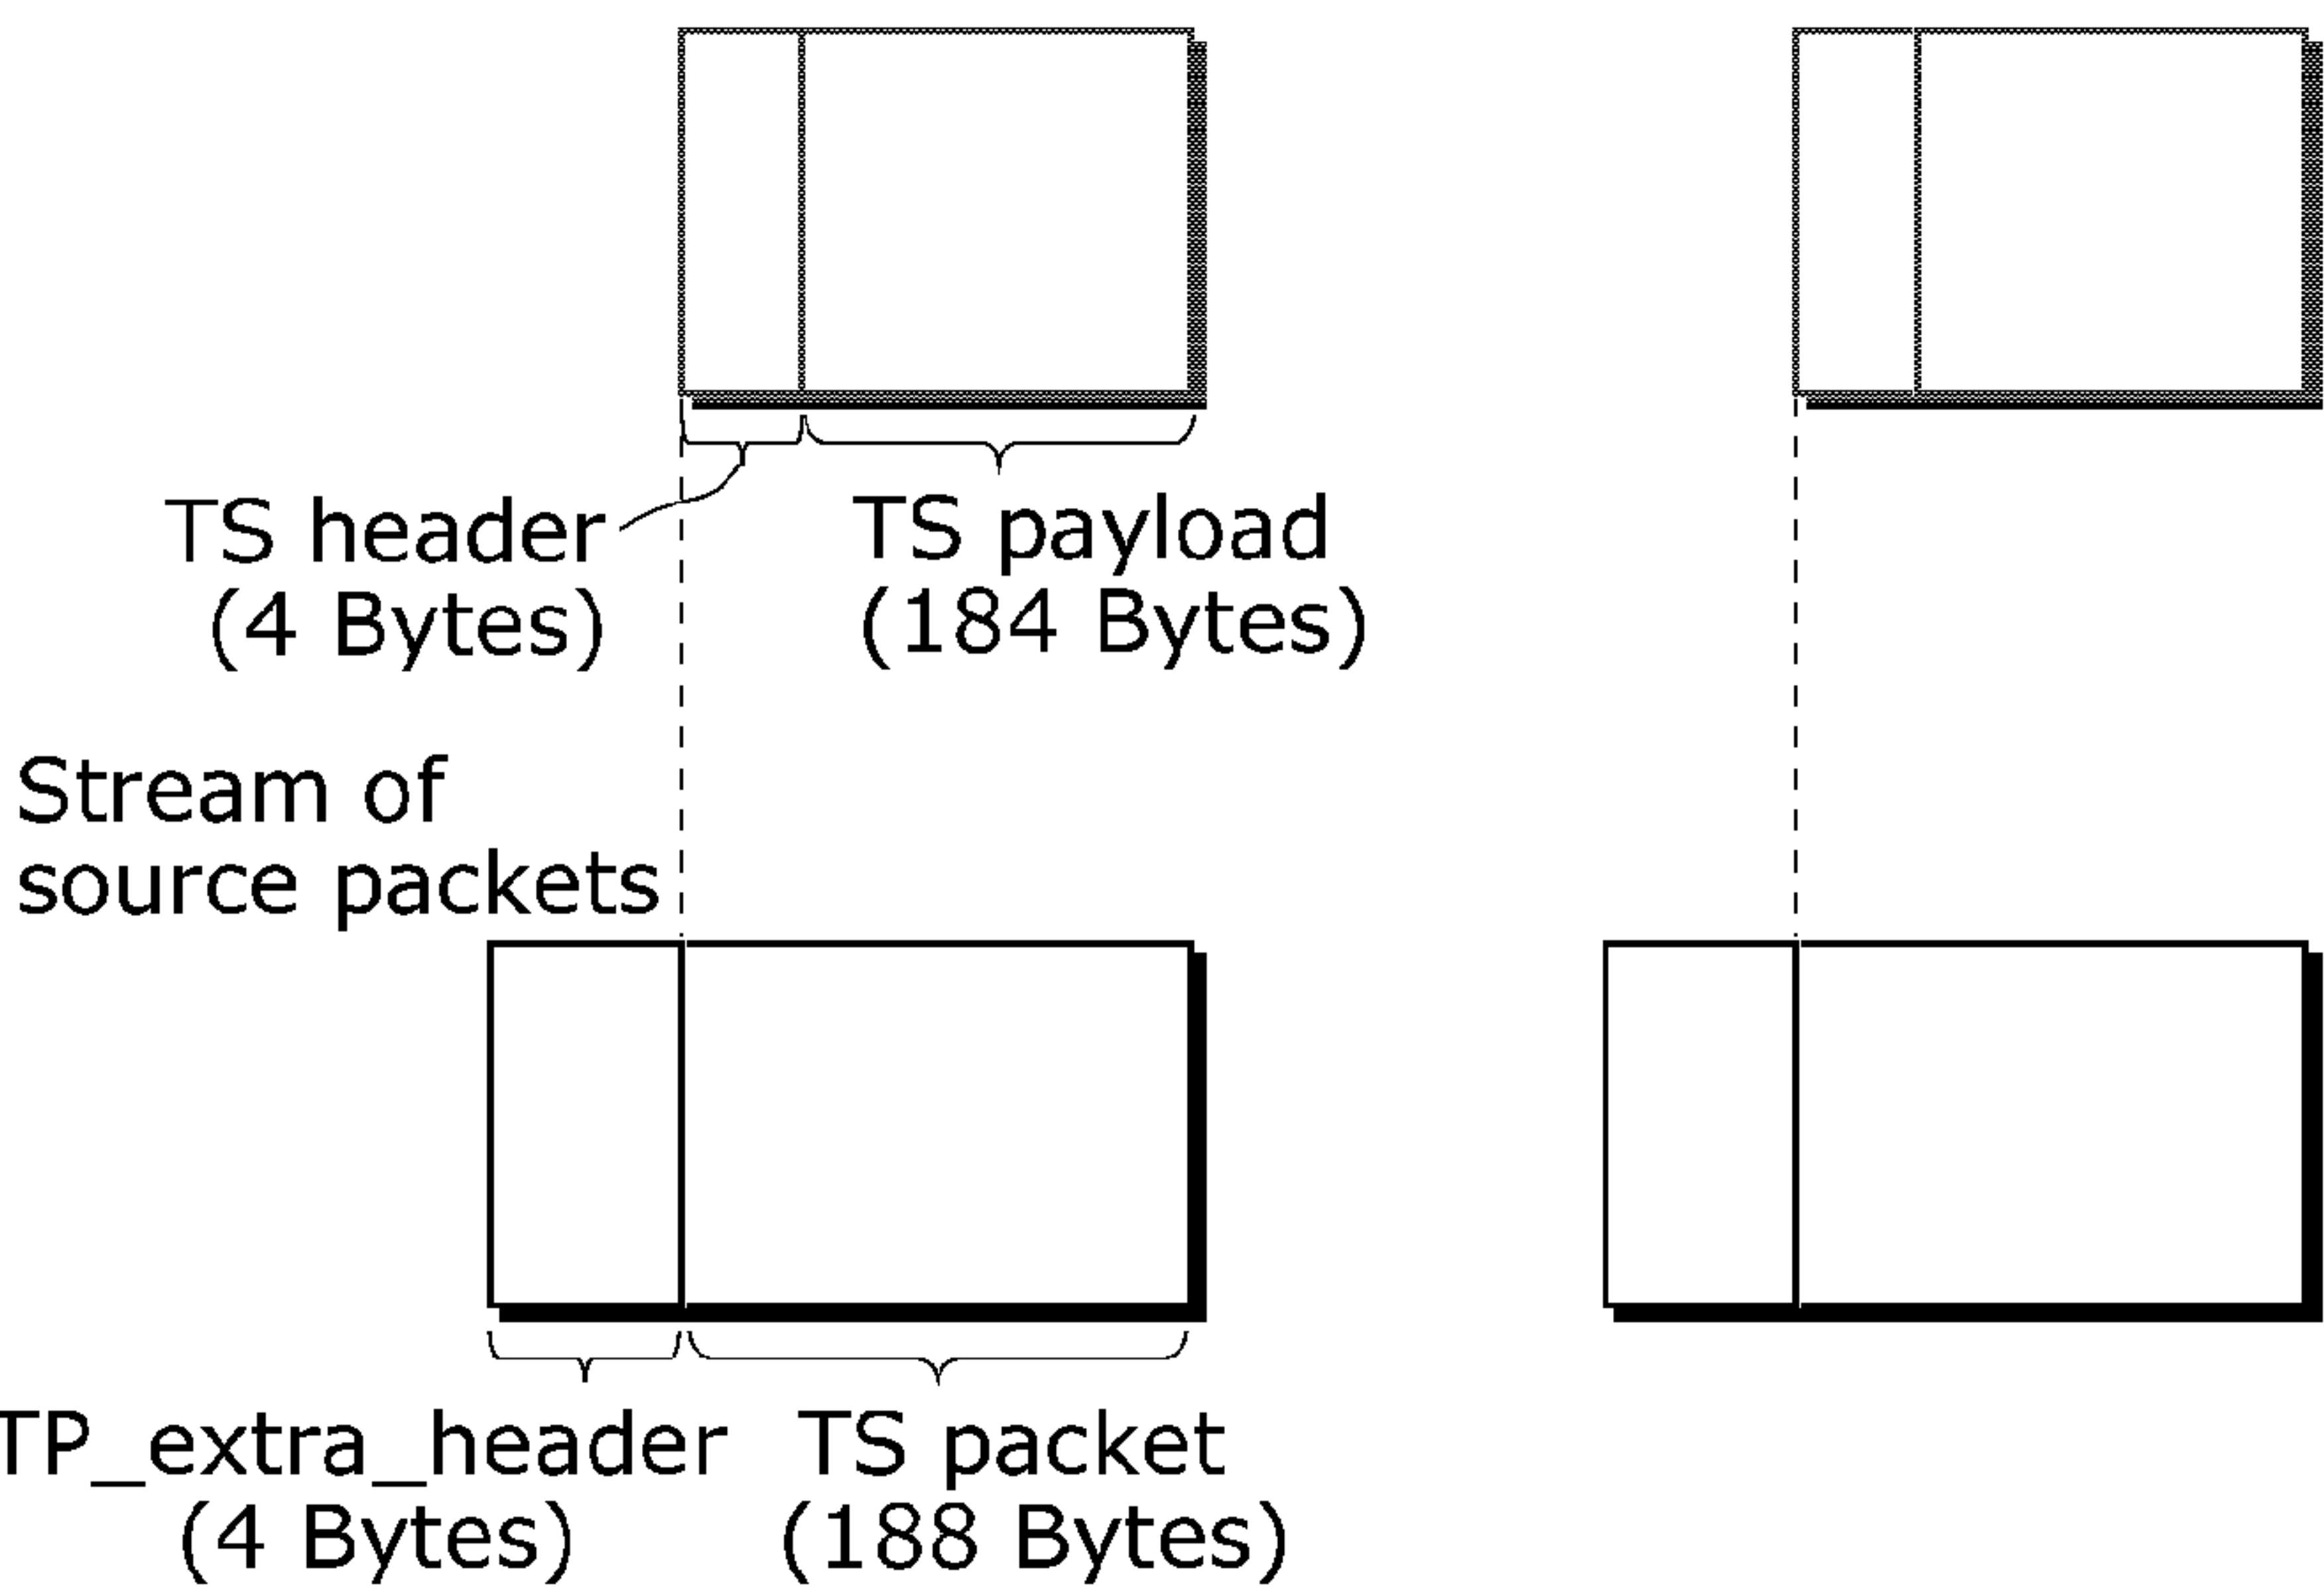 TS header
(4 Bytes)
TS payload
(184 Bytes)
Stream of
source packets
TP_extra_header
(4 Bytes)
TS packet
(188 Bytes)